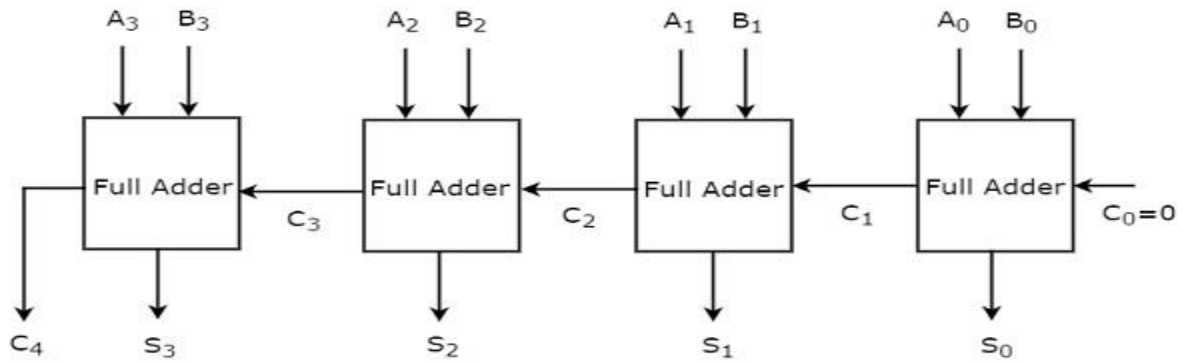 A₃ B₃ A₂ B₂ A₁ B₁ A₀ B₀
Full Adder Full Adder Full Adder Full Adder
C₃ C₂ C₁ C₀=0
C₄ S₃ S₂ S₁ S₀